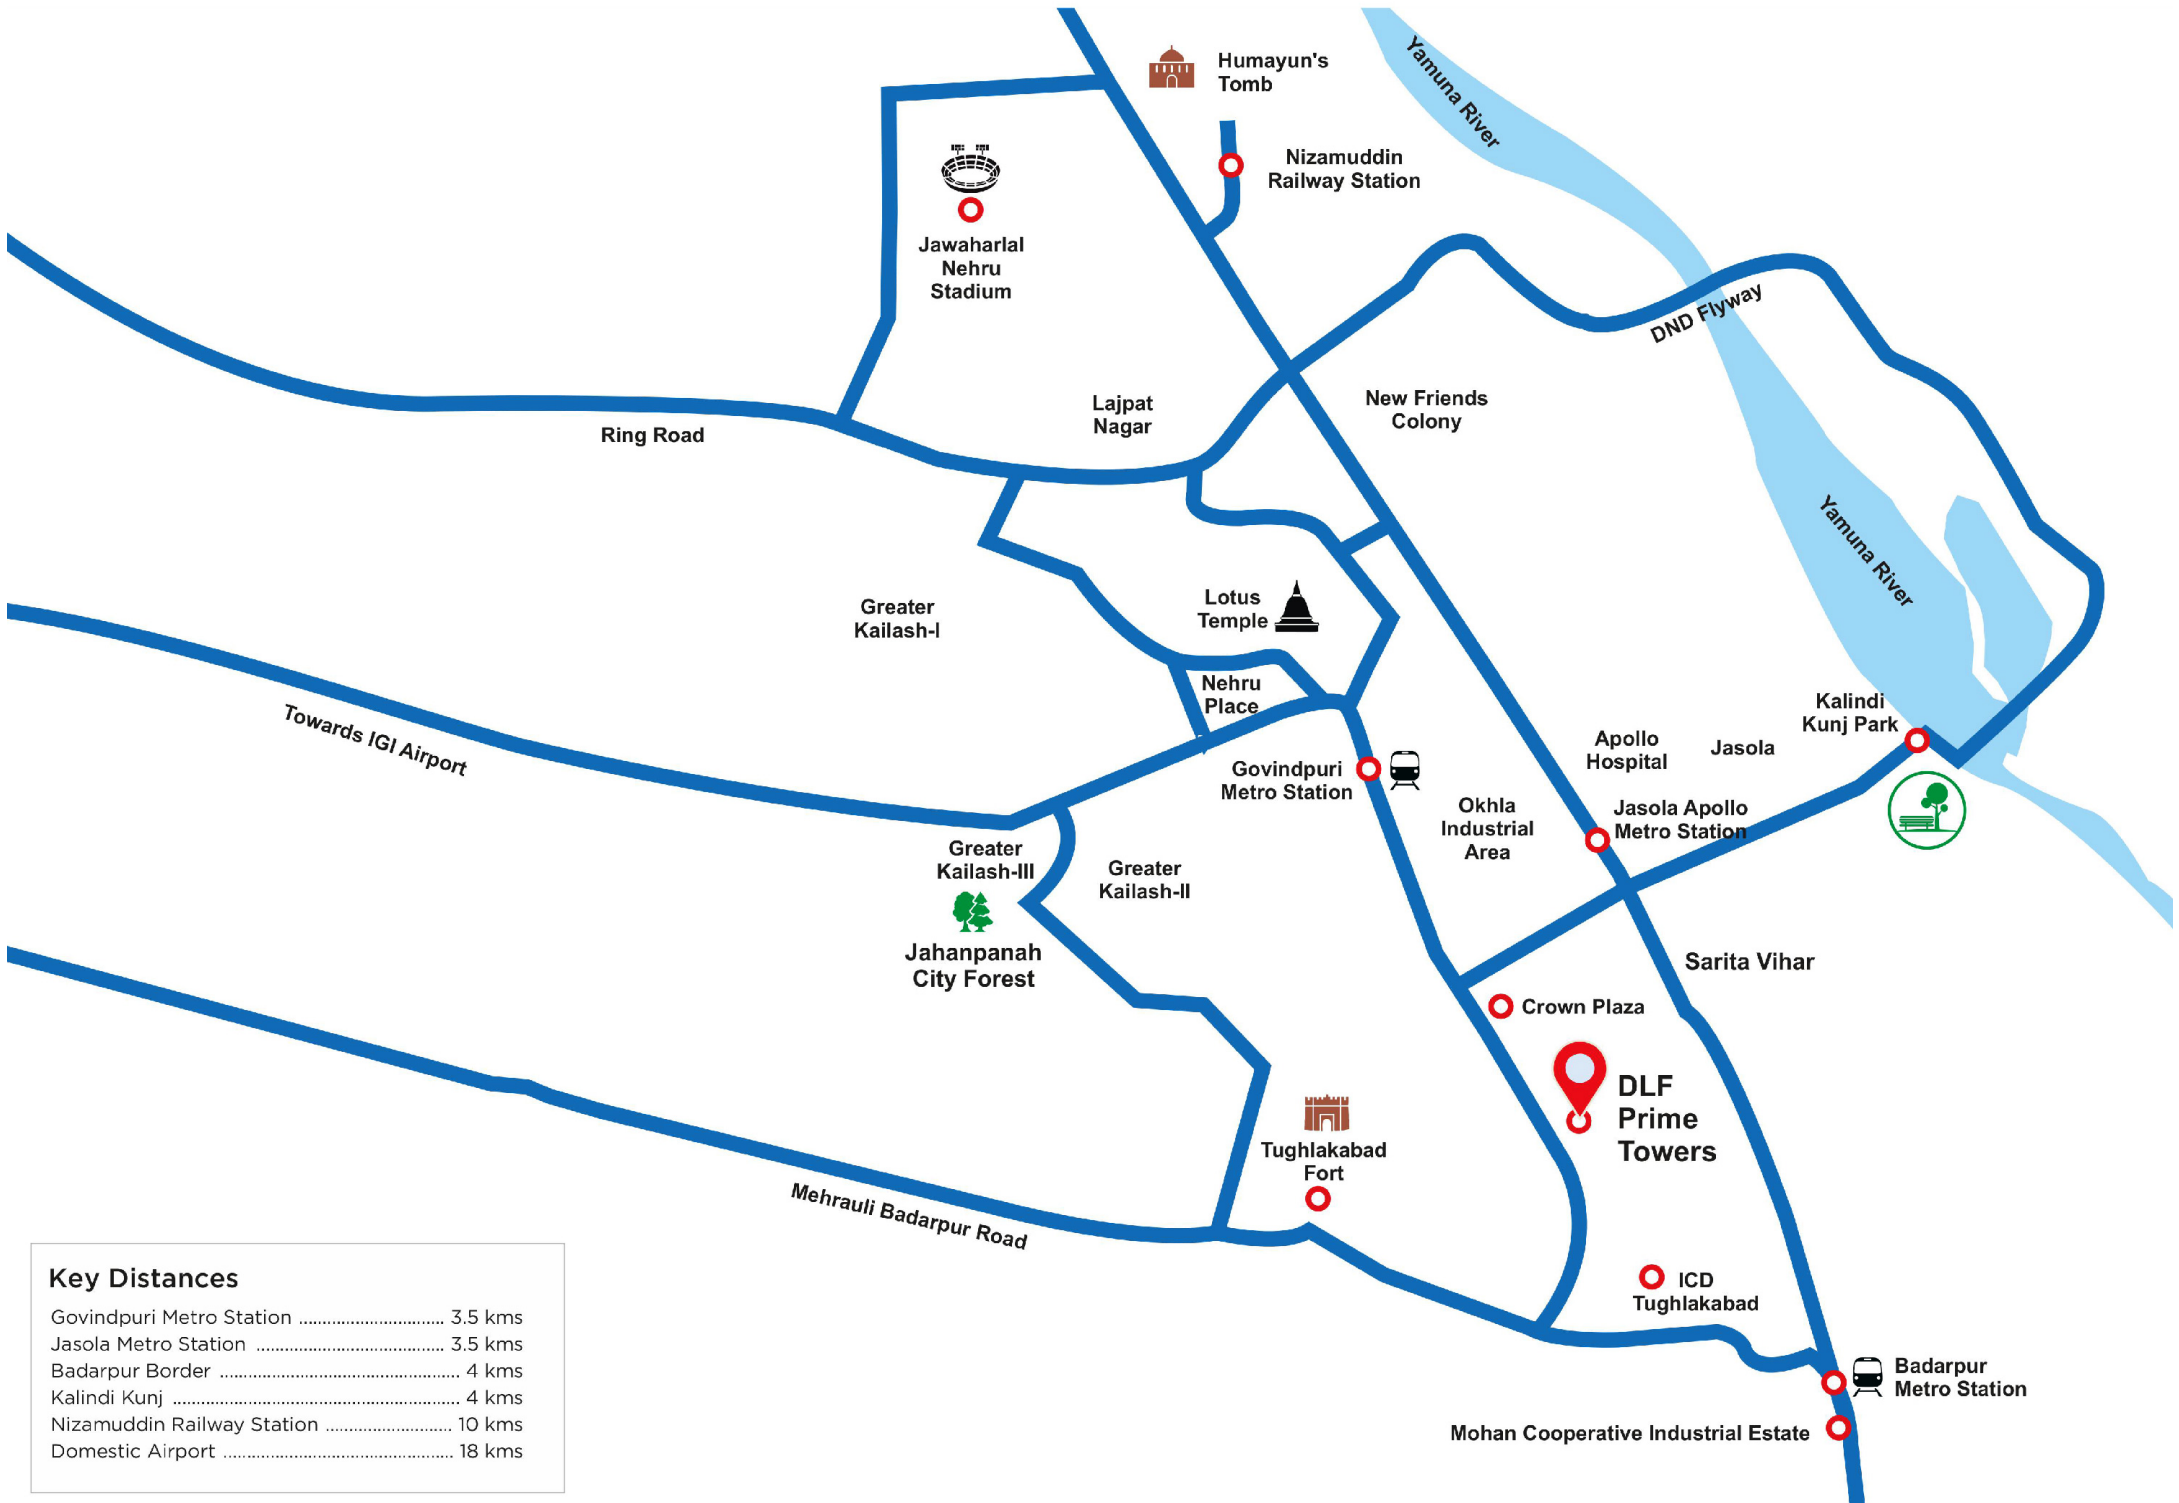 Humayun's
Tomb
Yamuna River
Nizamuddin
Railway Station
Jawaharlal
Nehru
Stadium
DND Flyway
Ring Road
Lajpat
Nagar
New Friends
Colony
Yamuna River
Greater
Kailash-I
Lotus
Temple
Nehru
Place
Towards IGI Airport
Kalindi
Kunj Park
Apollo
Hospital
Jasola
Govindpuri
Metro Station
Okhla
Industrial
Area
Jasola Apollo
Metro Station
Greater
Kailash-III
Greater
Kailash-II
Jahanpanah
City Forest
Sarita Vihar
Crown Plaza
DLF
Prime
Towers
Tughlakabad
Fort
Mehrauli Badarpur Road
ICD
Tughlakabad
Badarpur
Metro Station
Mohan Cooperative Industrial Estate
Key Distances
Govindpuri Metro Station ............................... 3.5 kms
Jasola Metro Station ........................................ 3.5 kms
Badarpur Border .................................................... 4 kms
Kalindi Kunj ............................................................. 4 kms
Nizamuddin Railway Station ........................... 10 kms
Domestic Airport ................................................. 18 kms